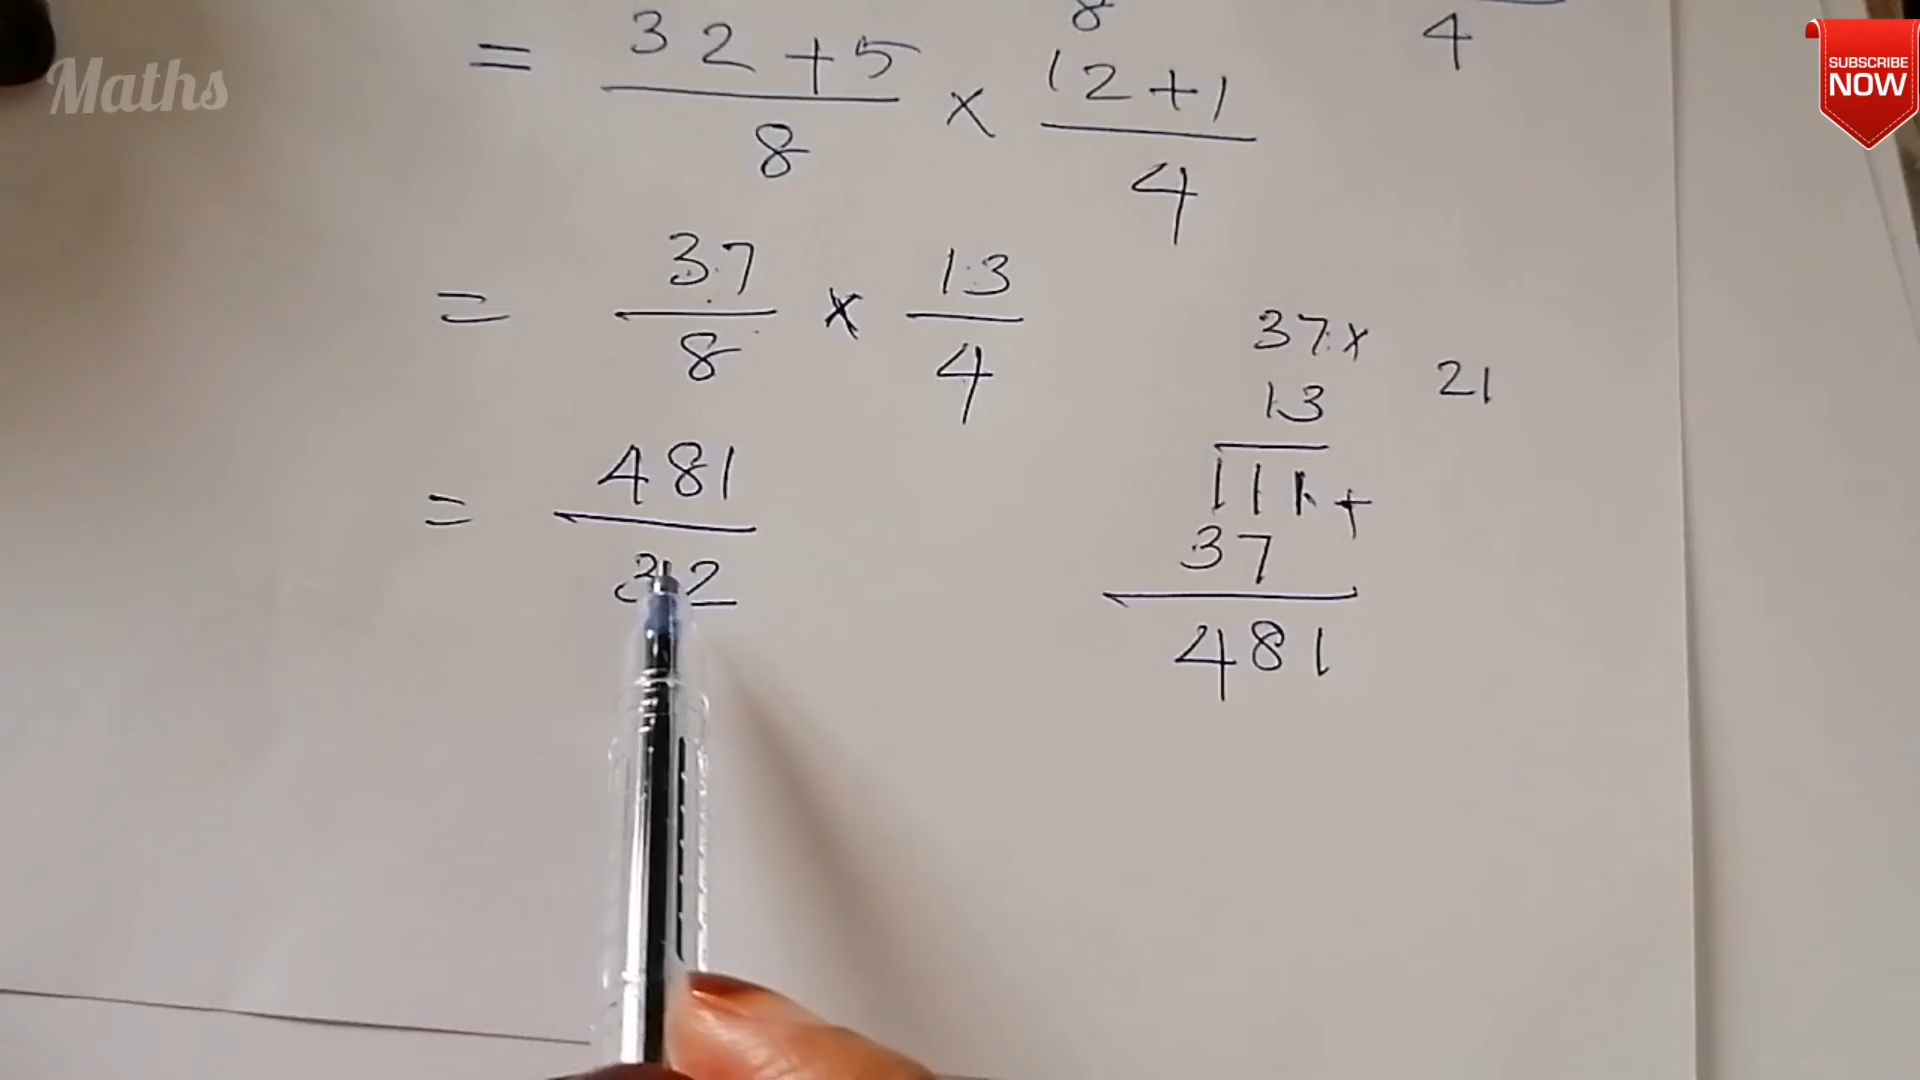 8
4
= 32 + 5 × 12 + 1
8 4
= 37 × 13
8 4
= 481
32
37 ×
13
21
111 +
37
481
Maths
SUBSCRIBE
NOW